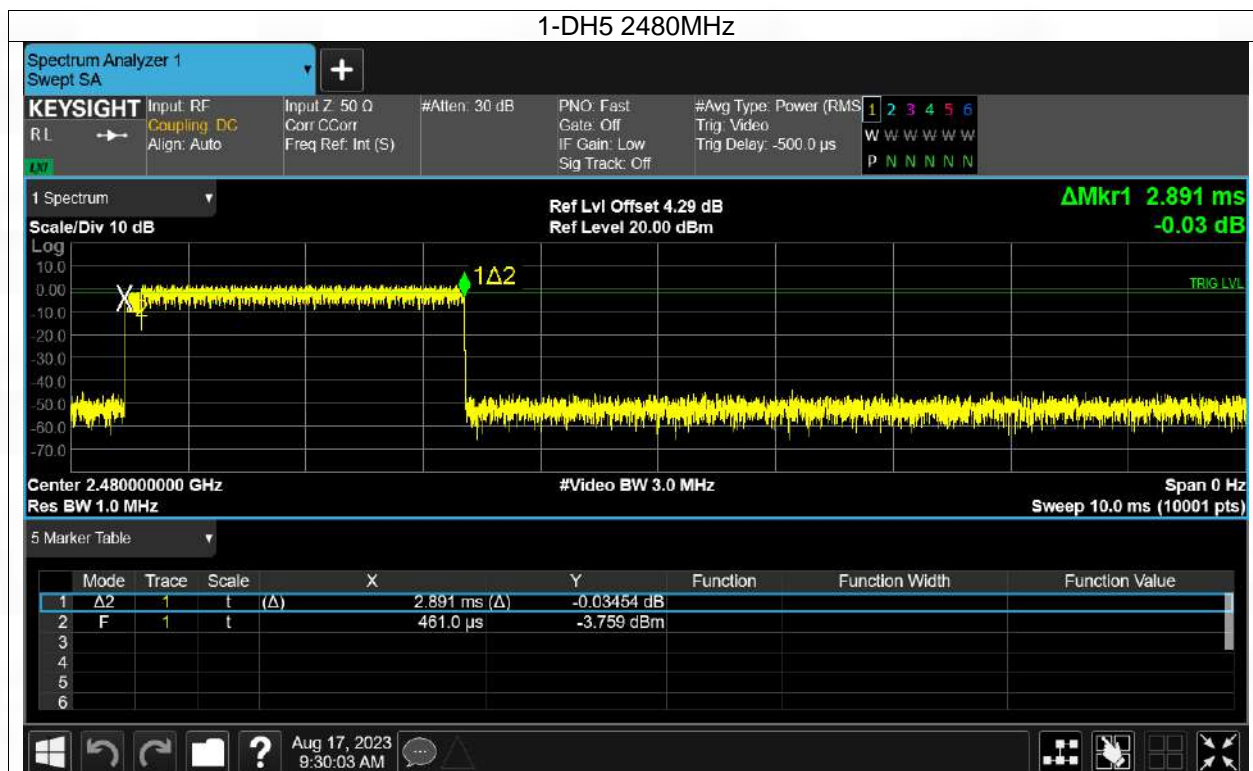 1-DH5 2480MHz
Spectrum Analyzer 1
Swept SA
+
KEYSIGHT Input: RF Input Z: 50 Ω #Atten: 30 dB PNO: Fast #Avg Type: Power (RMS 1 2 3 4 5 6
RL Coupling: DC Corr CCorr Gate: Off Trig: Video W W W W W W
Align: Auto Freq Ref: Int (S) IF Gain: Low Trig Delay: -500.0 µs
LXI Sig Track: Off P N N N N N
1 Spectrum
Scale/Div 10 dB
Ref Lvl Offset 4.29 dB
Ref Level 20.00 dBm
ΔMkr1 2.891 ms
-0.03 dB
Log
10.0
0.00
-10.0
-20.0
-30.0
-40.0
-50.0
-60.0
-70.0
X
1Δ2
TRIG LVL
Center 2.480000000 GHz #Video BW 3.0 MHz Span 0 Hz
Res BW 1.0 MHz Sweep 10.0 ms (10001 pts)
5 Marker Table
Mode Trace Scale X Y Function Function Width Function Value
1 Δ2 1 t (Δ) 2.891 ms (Δ) -0.03454 dB
2 F 1 t 461.0 µs -3.759 dBm
3
4
5
6
?
Aug 17, 2023
9:30:03 AM